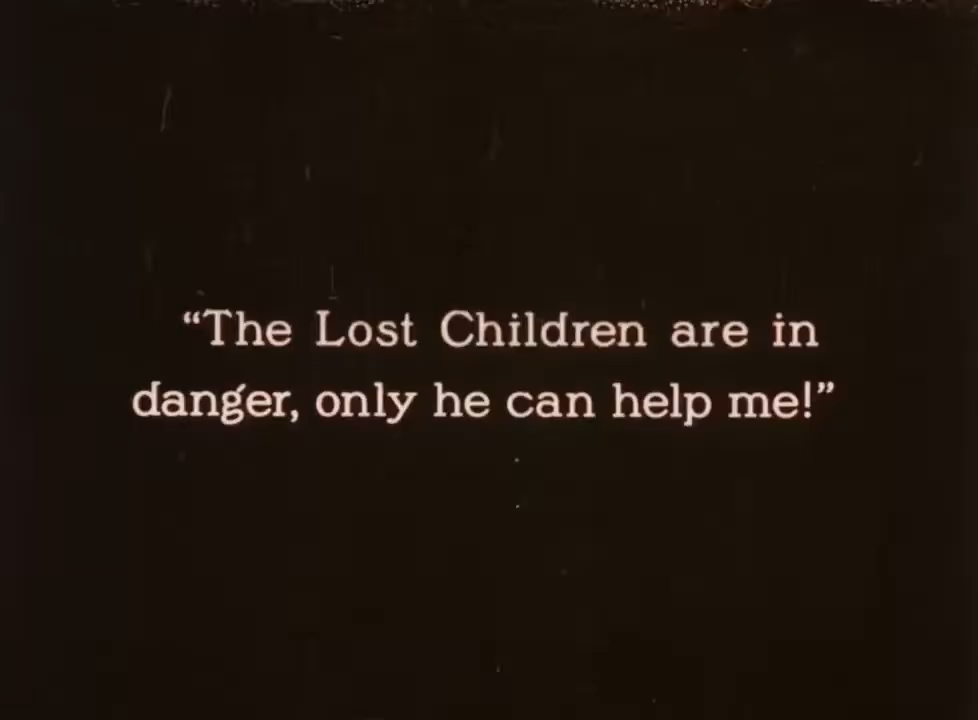 “The Lost Children are in
danger, only he can help me!”